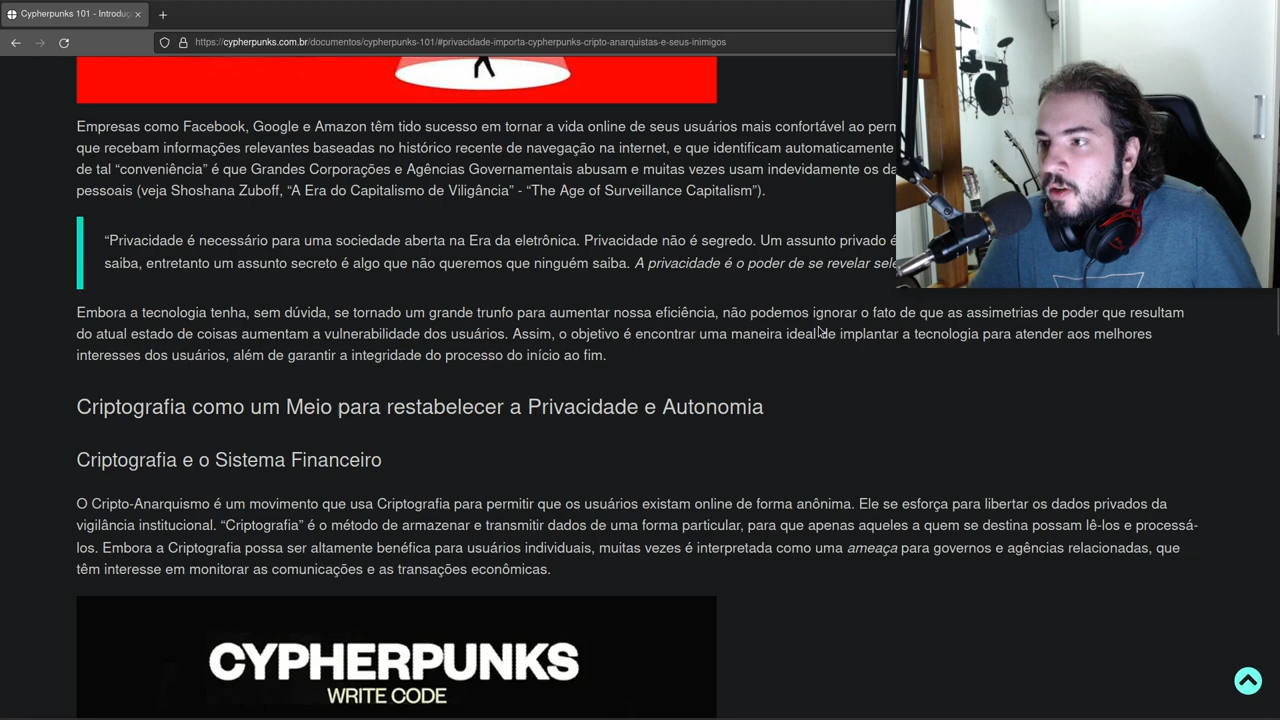 Cypherpunks 101 - Introduç
https://cypherpunks.com.br/documentos/cypherpunks-101/#privacidade-importa-cypherpunks-cripto-anarquistas-e-seus-inimigos
Empresas como Facebook, Google e Amazon têm tido sucesso em tornar a vida online de seus usuários mais confortável ao perm
que recebam informações relevantes baseadas no histórico recente de navegação na internet, e que identificam automaticamente
de tal “conveniência” é que Grandes Corporações e Agências Governamentais abusam e muitas vezes usam indevidamente os da
pessoais (veja Shoshana Zuboff, “A Era do Capitalismo de Viligância” - “The Age of Surveillance Capitalism”).
“Privacidade é necessário para uma sociedade aberta na Era da eletrônica. Privacidade não é segredo. Um assunto privado é
saiba, entretanto um assunto secreto é algo que não queremos que ninguém saiba. A privacidade é o poder de se revelar sele
Embora a tecnologia tenha, sem dúvida, se tornado um grande trunfo para aumentar nossa eficiência, não podemos ignorar o fato de que as assimetrias de poder que resultam
do atual estado de coisas aumentam a vulnerabilidade dos usuários. Assim, o objetivo é encontrar uma maneira ideal de implantar a tecnologia para atender aos melhores
interesses dos usuários, além de garantir a integridade do processo do início ao fim.
Criptografia como um Meio para restabelecer a Privacidade e Autonomia
Criptografia e o Sistema Financeiro
O Cripto-Anarquismo é um movimento que usa Criptografia para permitir que os usuários existam online de forma anônima. Ele se esforça para libertar os dados privados da
vigilância institucional. “Criptografia” é o método de armazenar e transmitir dados de uma forma particular, para que apenas aqueles a quem se destina possam lê-los e processá-
los. Embora a Criptografia possa ser altamente benéfica para usuários individuais, muitas vezes é interpretada como uma ameaça para governos e agências relacionadas, que
têm interesse em monitorar as comunicações e as transações econômicas.
CYPHERPUNKS
WRITE CODE